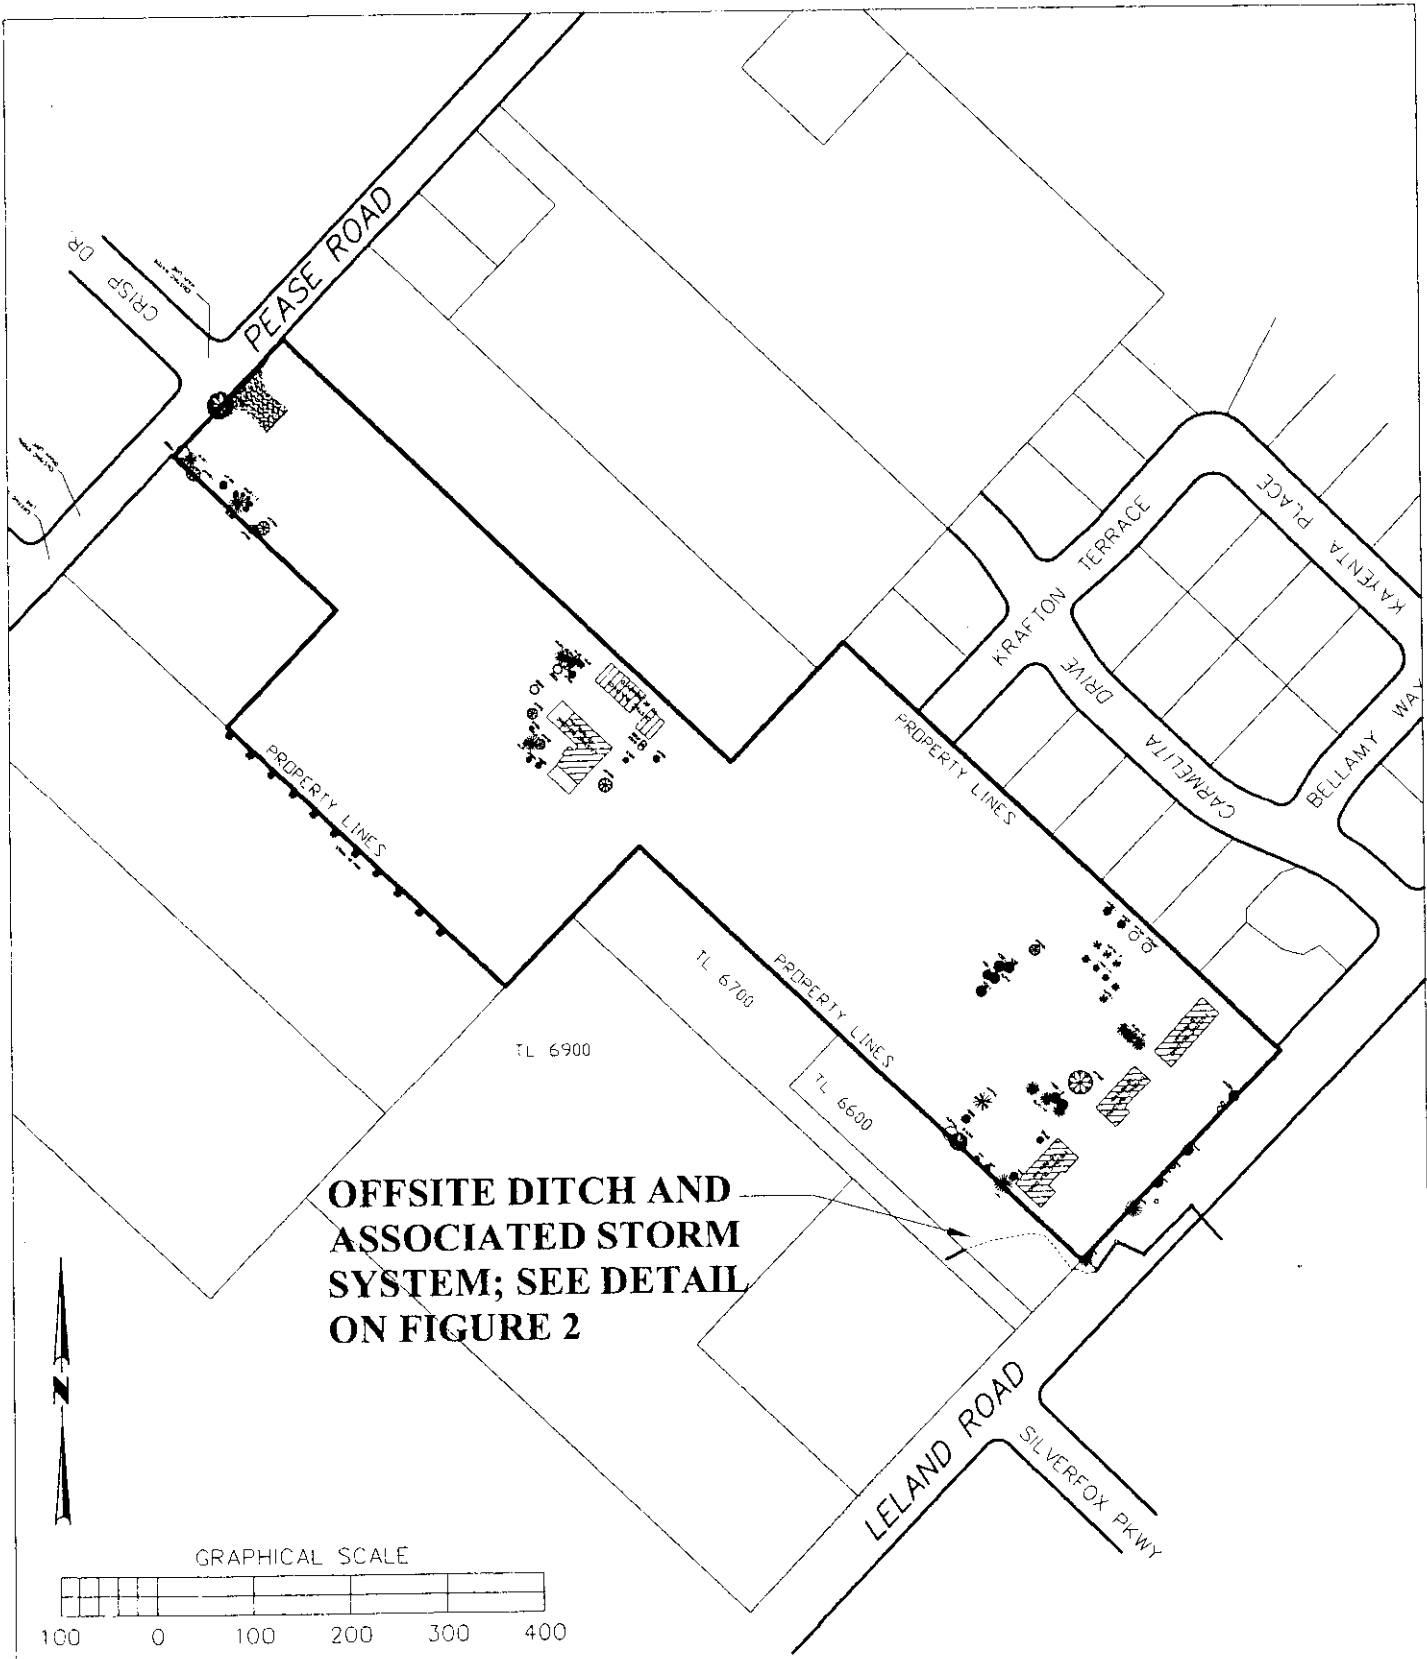 PEASE ROAD
CRISP DR
KAYENTA PLACE
KRAFTON TERRACE
CARMELITA DRIVE
BELLAMY WA
PROPERTY LINES
PROPERTY LINES
PROPERTY LINES
TL 6700
TL 6900
TL 6600
OFFSITE DITCH AND
ASSOCIATED STORM
SYSTEM; SEE DETAIL
ON FIGURE 2
N
LELAND ROAD
SILVERFOX PKWY
GRAPHICAL SCALE
100 0 100 200 300 400